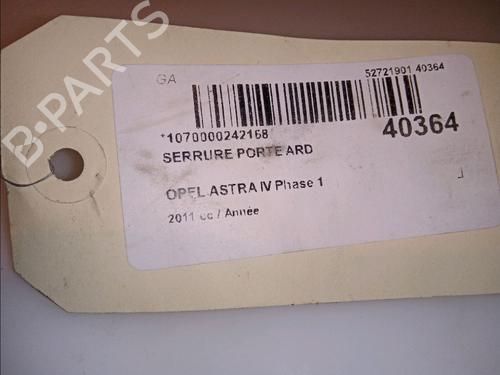 B-PARTS
GA
52721901 40364
*1070000242168
40364
SERRURE PORTE ARD
OPEL ASTRA IV Phase 1
2011 cc / Année